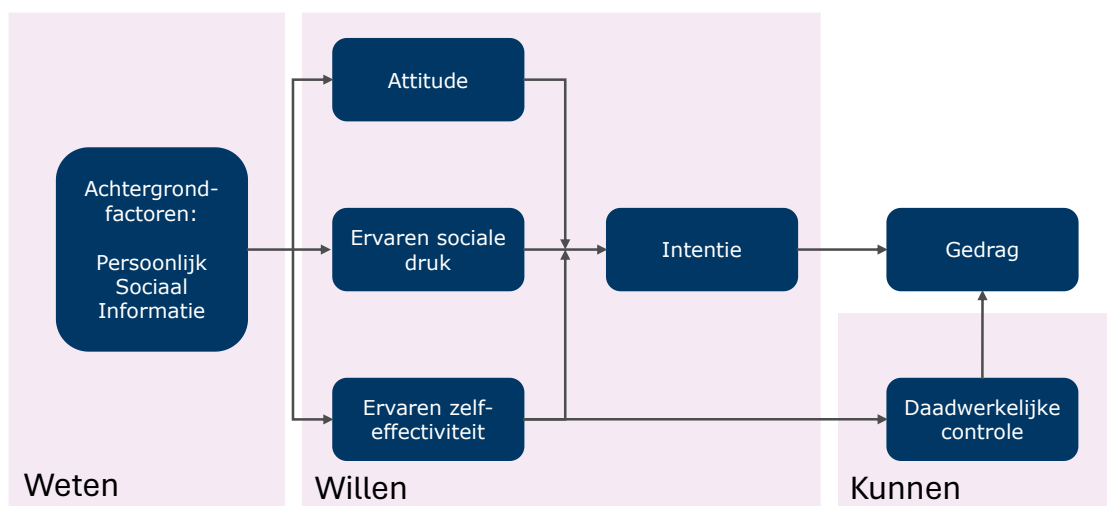 Achtergrond-
factoren:
Persoonlijk
Sociaal
Informatie
Weten
Attitude
Ervaren sociale
druk
Ervaren zelf-
effectiviteit
Intentie
Willen
Gedrag
Daadwerkelijke
controle
Kunnen